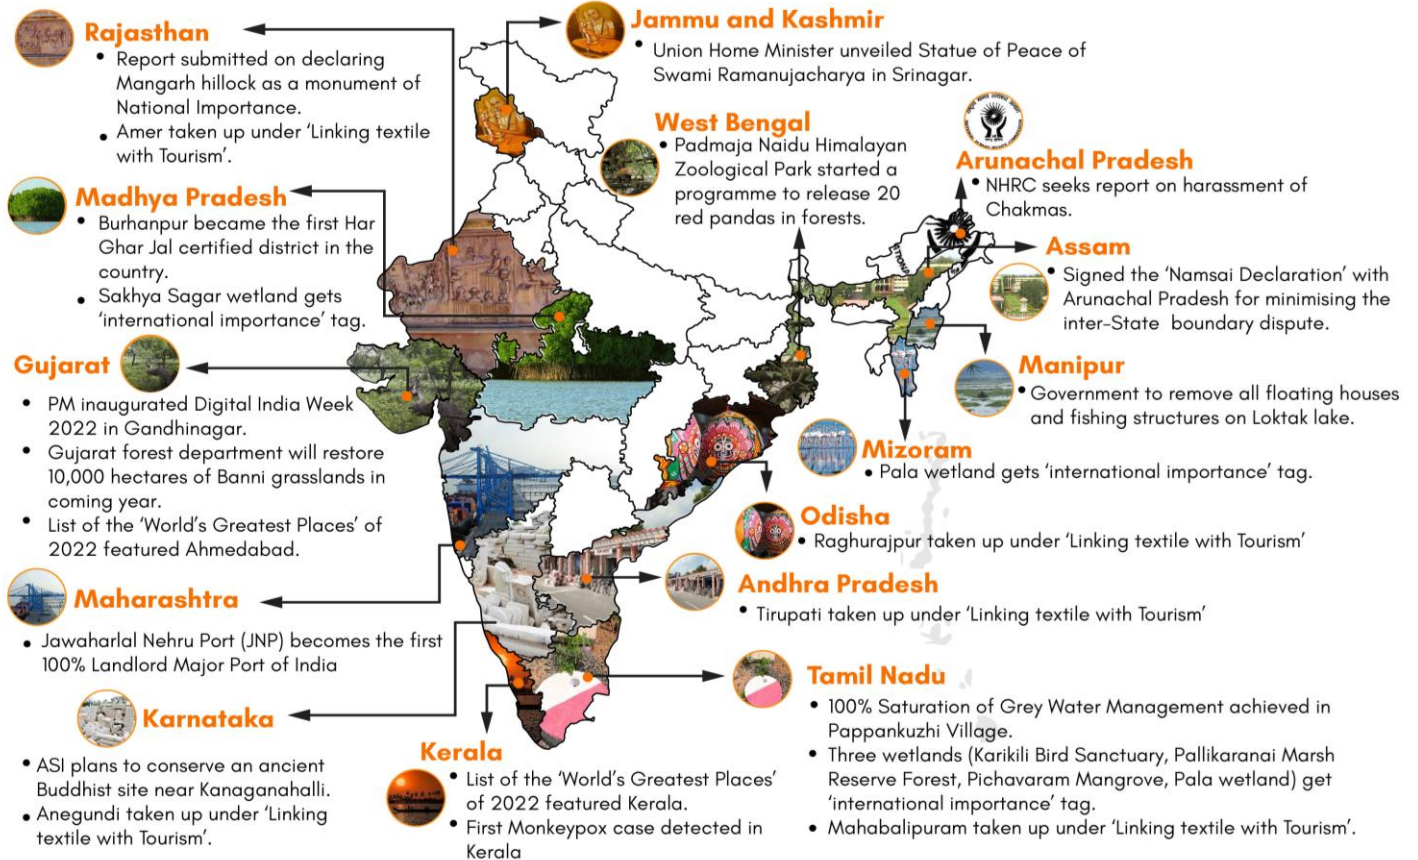 Rajasthan
• Report submitted on declaring
Mangarh hillock as a monument of
National Importance.
• Amer taken up under ‘Linking textile
with Tourism’.
Jammu and Kashmir
• Union Home Minister unveiled Statue of Peace of
Swami Ramanujacharya in Srinagar.
West Bengal
• Padmaja Naidu Himalayan
Zoological Park started a
programme to release 20
red pandas in forests.
Arunachal Pradesh
• NHRC seeks report on harassment of
Chakmas.
Madhya Pradesh
• Burhanpur became the first Har
Ghar Jal certified district in the
country.
• Sakhya Sagar wetland gets
‘international importance’ tag.
Assam
• Signed the ‘Namsai Declaration’ with
Arunachal Pradesh for minimising the
inter-State boundary dispute.
Gujarat
• PM inaugurated Digital India Week
2022 in Gandhinagar.
• Gujarat forest department will restore
10,000 hectares of Banni grasslands in
coming year.
• List of the ‘World’s Greatest Places’ of
2022 featured Ahmedabad.
Manipur
• Government to remove all floating houses
and fishing structures on Loktak lake.
Mizoram
• Pala wetland gets ‘international importance’ tag.
Odisha
• Raghurajpur taken up under ‘Linking textile with Tourism’
Andhra Pradesh
• Tirupati taken up under ‘Linking textile with Tourism’
Maharashtra
• Jawaharlal Nehru Port (JNP) becomes the first
100% Landlord Major Port of India
Tamil Nadu
• 100% Saturation of Grey Water Management achieved in
Pappankuzhi Village.
• Three wetlands (Karikili Bird Sanctuary, Pallikaranai Marsh
Reserve Forest, Pichavaram Mangrove, Pala wetland) get
‘international importance’ tag.
• Mahabalipuram taken up under ‘Linking textile with Tourism’.
Karnataka
• ASI plans to conserve an ancient
Buddhist site near Kanaganahalli.
• Anegundi taken up under ‘Linking
textile with Tourism’.
Kerala
• List of the ‘World’s Greatest Places’
of 2022 featured Kerala.
• First Monkeypox case detected in
Kerala